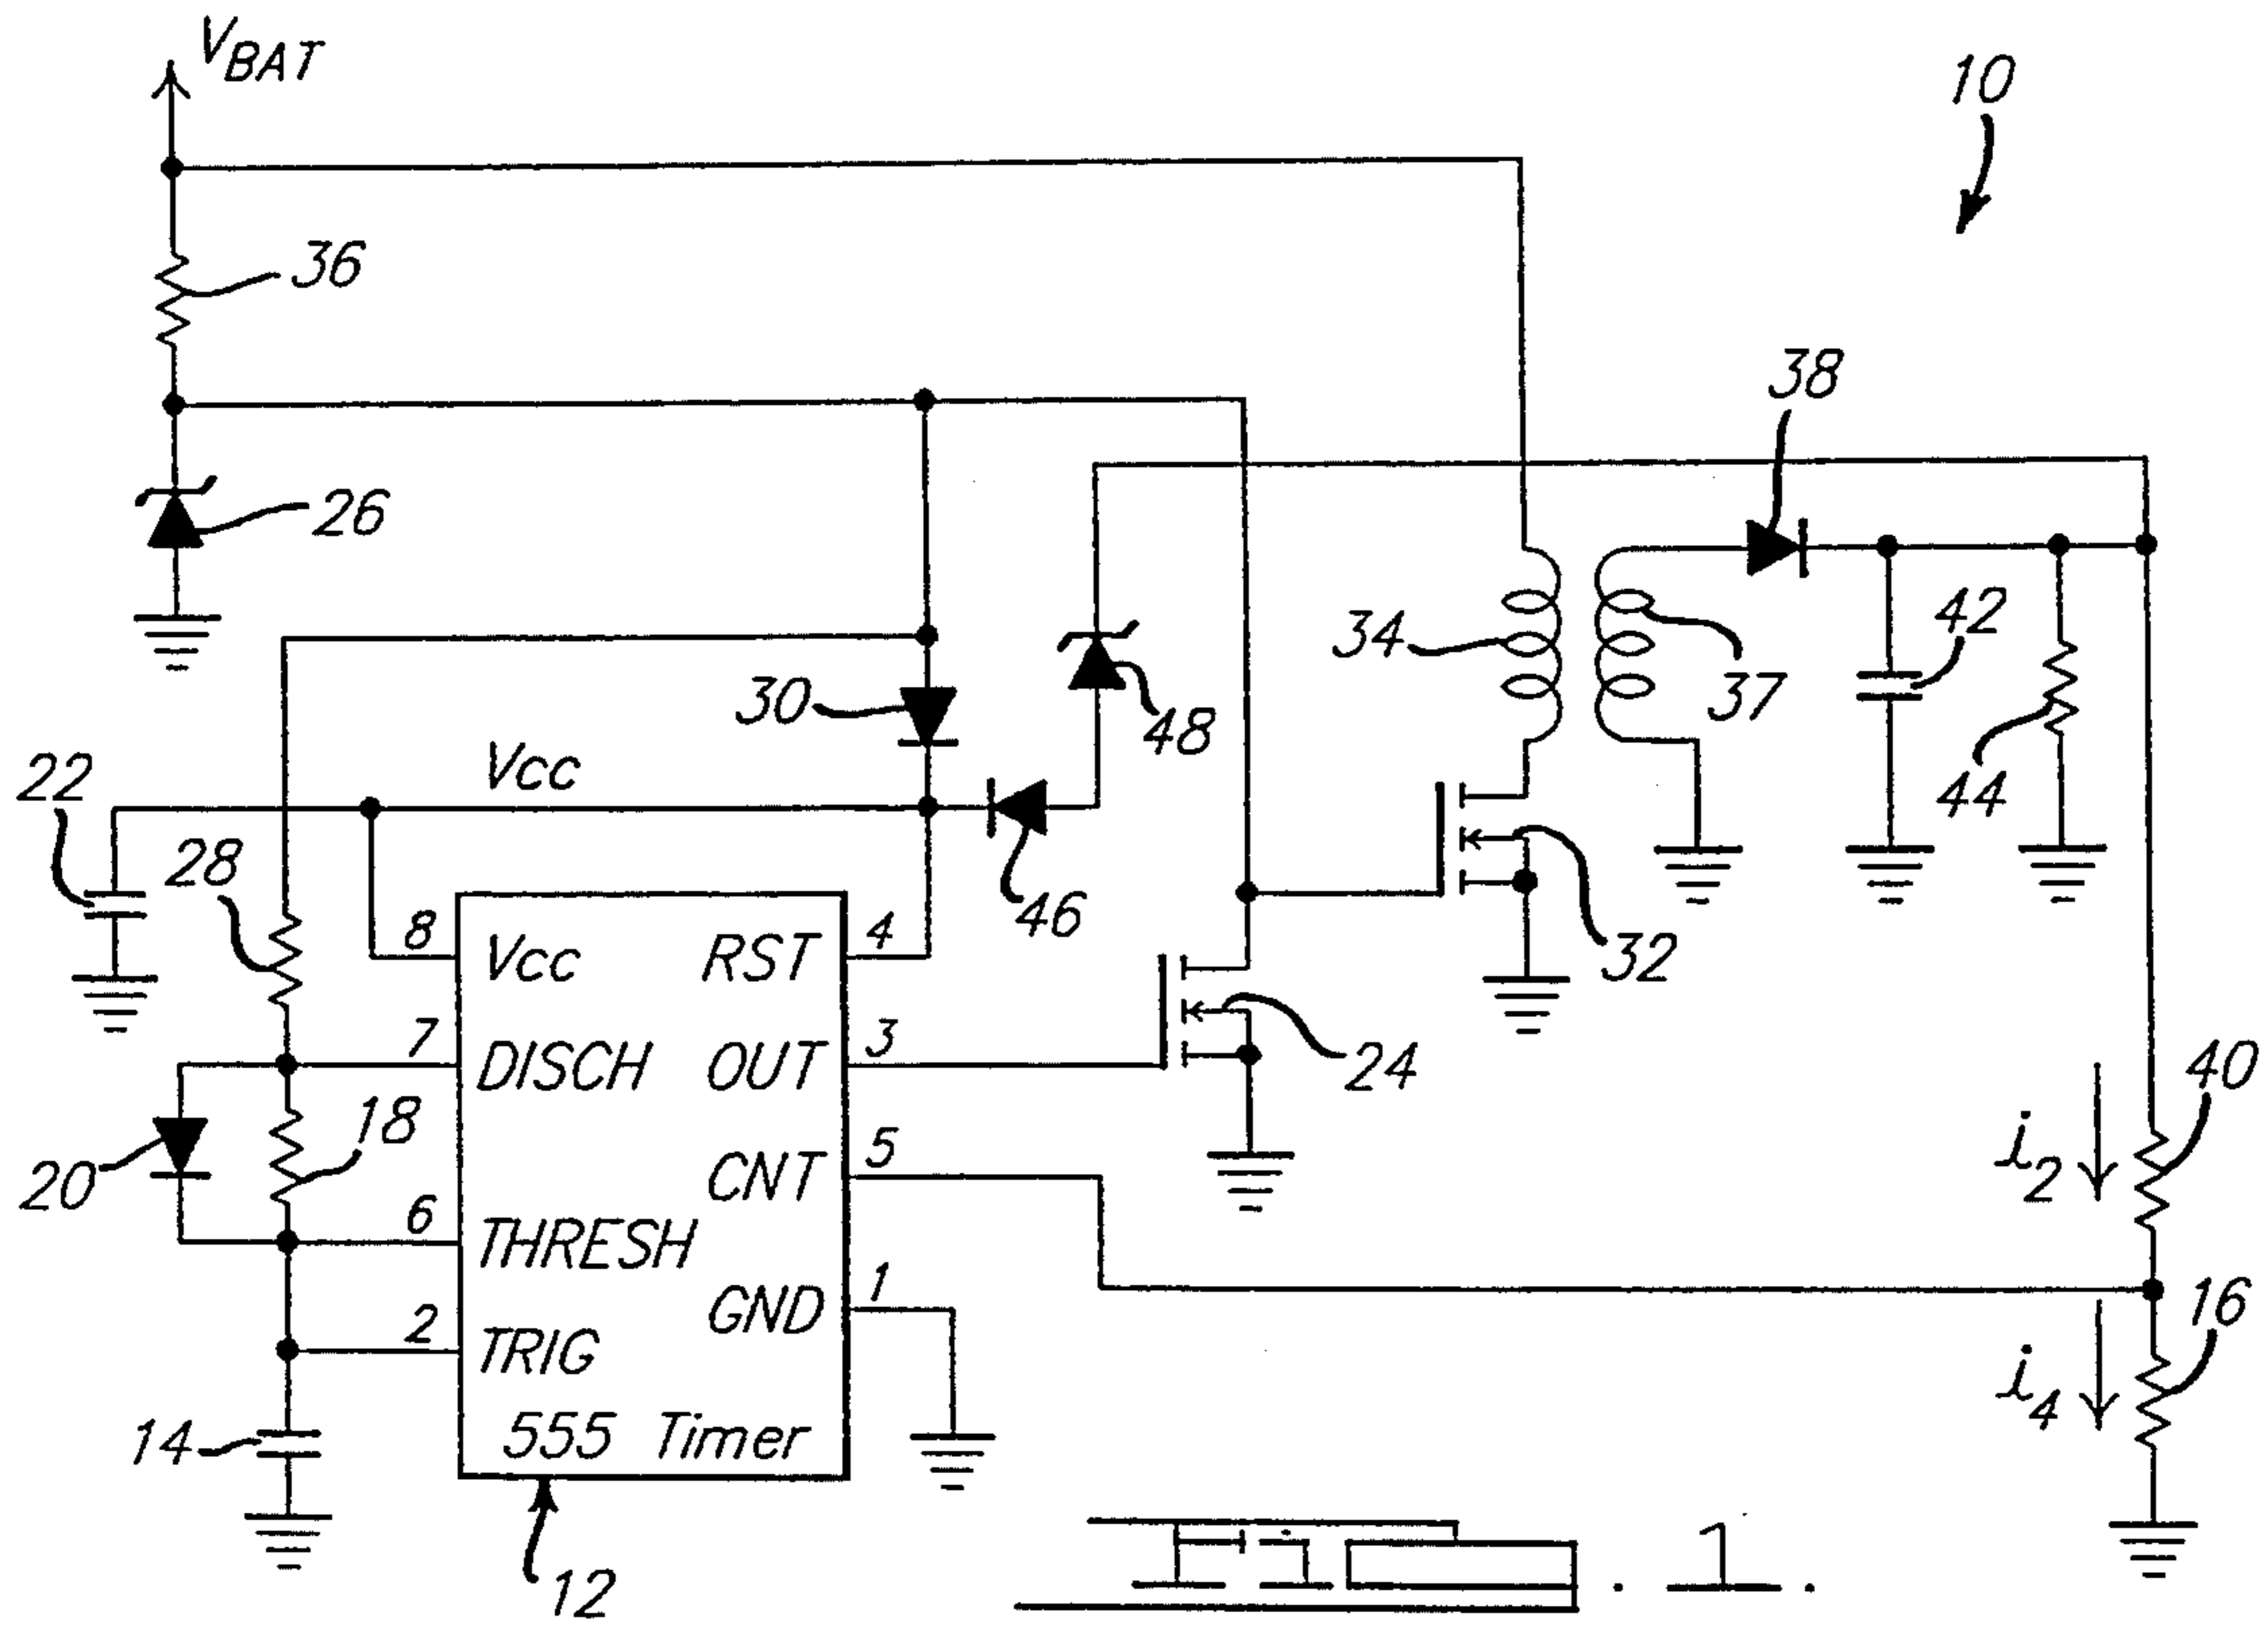 VBAT
10
36
38
26
34
42
37
30
48
44
22
Vcc
28
46
32
8 Vcc RST 4
7 DISCH OUT 3
24
40
18
CNT 5
i2
20
6 THRESH
GND 1
16
2 TRIG
i4
14
555 Timer
12
Fig. 1.